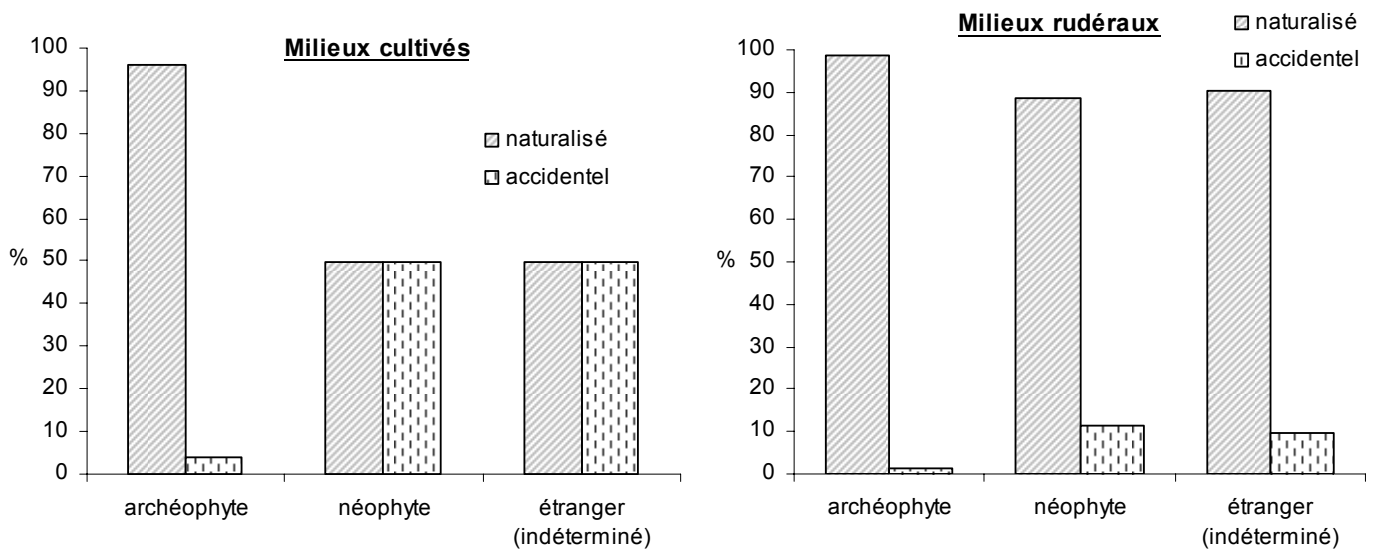 Milieux cultivés
naturalisé
accidentel
100
90
80
70
60
%
50
40
30
20
10
0
archéophyte
néophyte
étranger
(indéterminé)
Milieux rudéraux
naturalisé
accidentel
100
90
80
70
60
%
50
40
30
20
10
0
archéophyte
néophyte
étranger
(indéterminé)